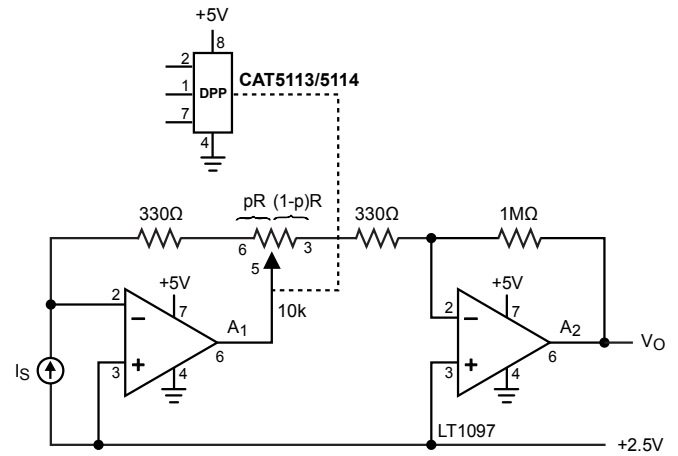 +5V
8
2
CAT5113/5114
1
DPP
7
4
pR (1-p)R
330Ω
330Ω
1MΩ
6
3
5
+5V
+5V
2
7
A1
10k
2
7
A2
–
–
+
+
6
6
VO
IS
3
4
3
4
LT1097
+2.5V